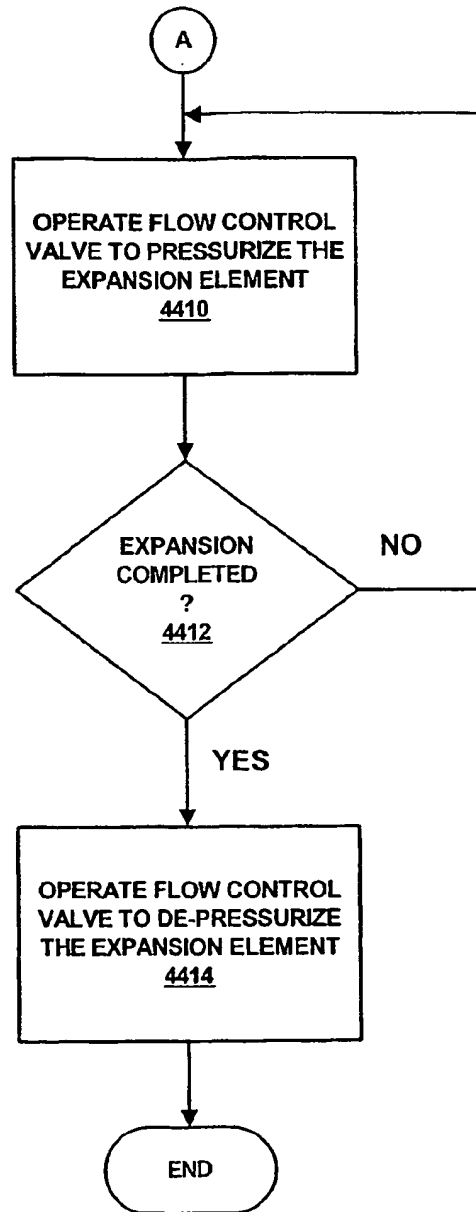 A
OPERATE FLOW CONTROL
VALVE TO PRESSURIZE THE
EXPANSION ELEMENT
4410
EXPANSION
COMPLETED
?
4412
NO
YES
OPERATE FLOW CONTROL
VALVE TO DE-PRESSURIZE
THE EXPANSION ELEMENT
4414
END